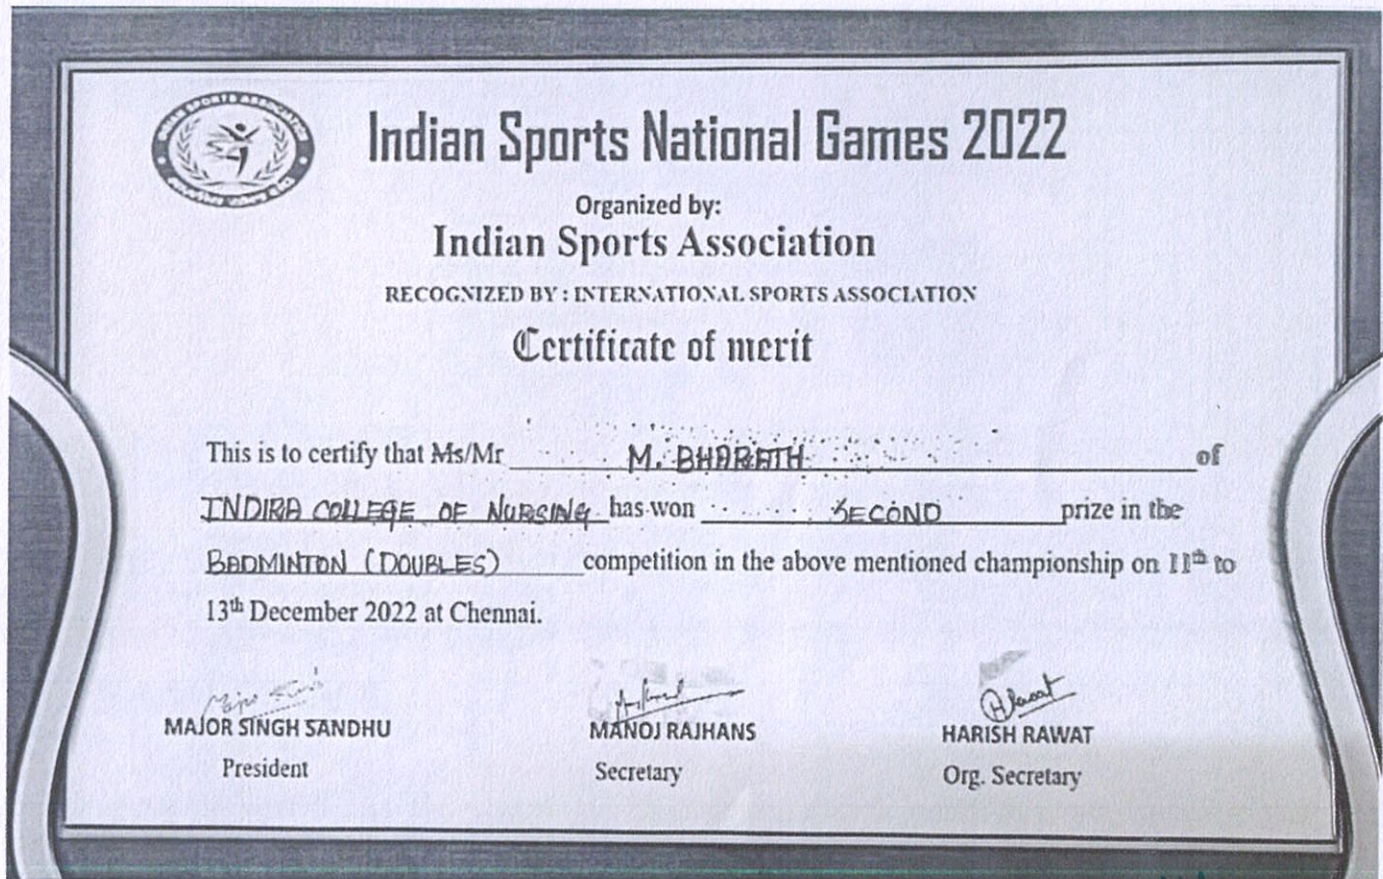 INDIAN SPORTS ASSOCIATION
Indian Sports National Games 2022
Organized by:
Indian Sports Association
RECOGNIZED BY : INTERNATIONAL SPORTS ASSOCIATION
Certificate of merit
This is to certify that Ms/Mr M. BHARATH of
INDIRA COLLEGE OF NURSING has won SECOND prize in the
BADMINTON (DOUBLES) competition in the above mentioned championship on 11th to
13th December 2022 at Chennai.
MAJOR SINGH SANDHU MANOJ RAJHANS HARISH RAWAT
President Secretary Org. Secretary